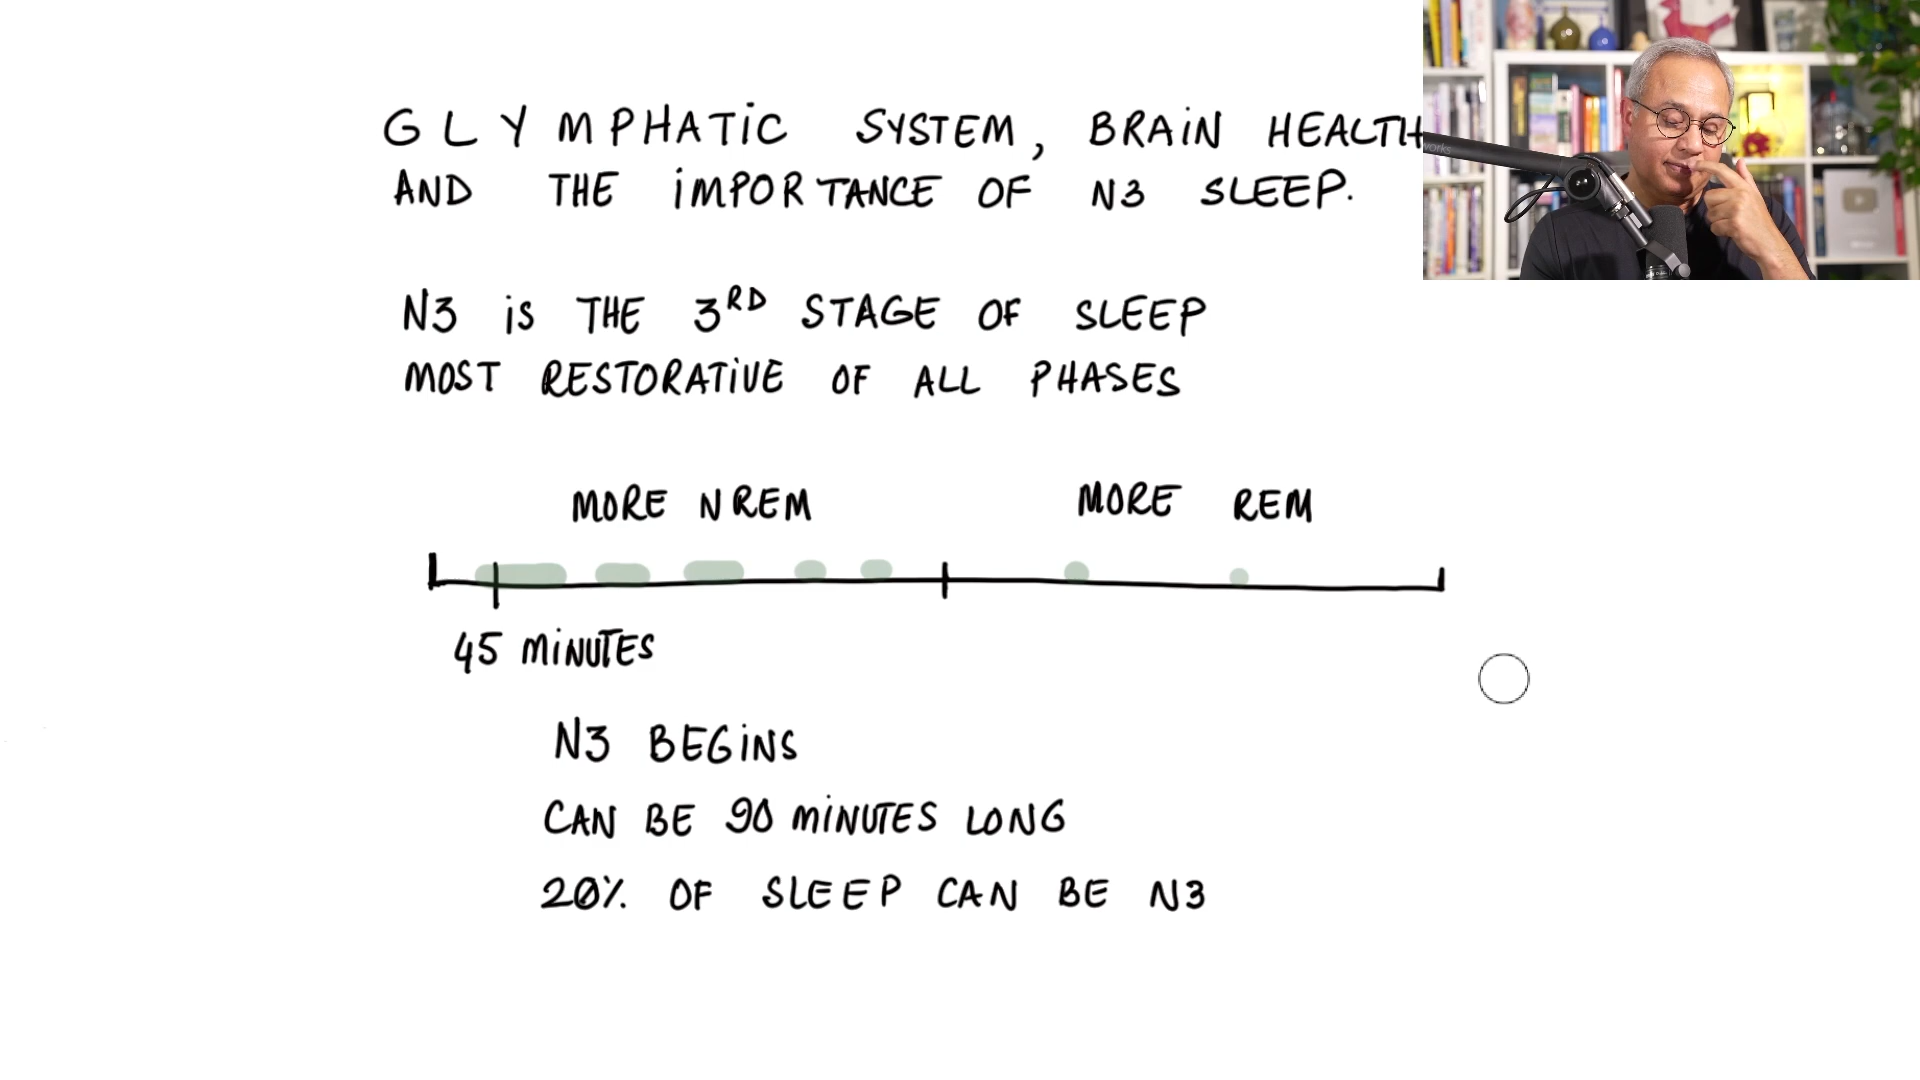 GLYMPHATIC SYSTEM, BRAIN HEALTH
AND THE IMPORTANCE OF N3 SLEEP.
N3 IS THE 3RD STAGE OF SLEEP
MOST RESTORATIVE OF ALL PHASES
MORE NREM MORE REM
45 MINUTES
N3 BEGINS
CAN BE 90 MINUTES LONG
20% OF SLEEP CAN BE N3